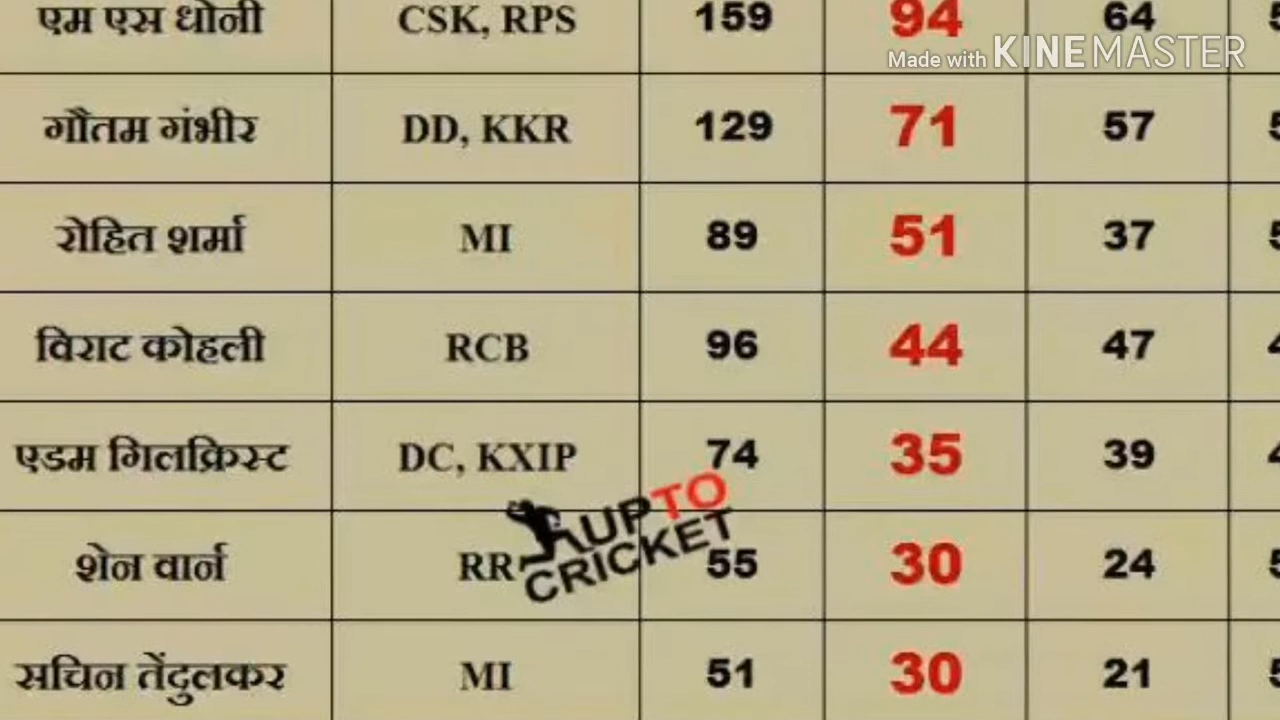 एम एस धोनी CSK, RPS 159 94 64
Made with KINEMASTER
गौतम गंभीर DD, KKR 129 71 57
रोहित शर्मा MI 89 51 37
विराट कोहली RCB 96 44 47
एडम गिलक्रिस्ट DC, KXIP 74 35 39
UPTO
CRICKET
शेन वार्न RR 55 30 24
सचिन तेंदुलकर MI 51 30 21